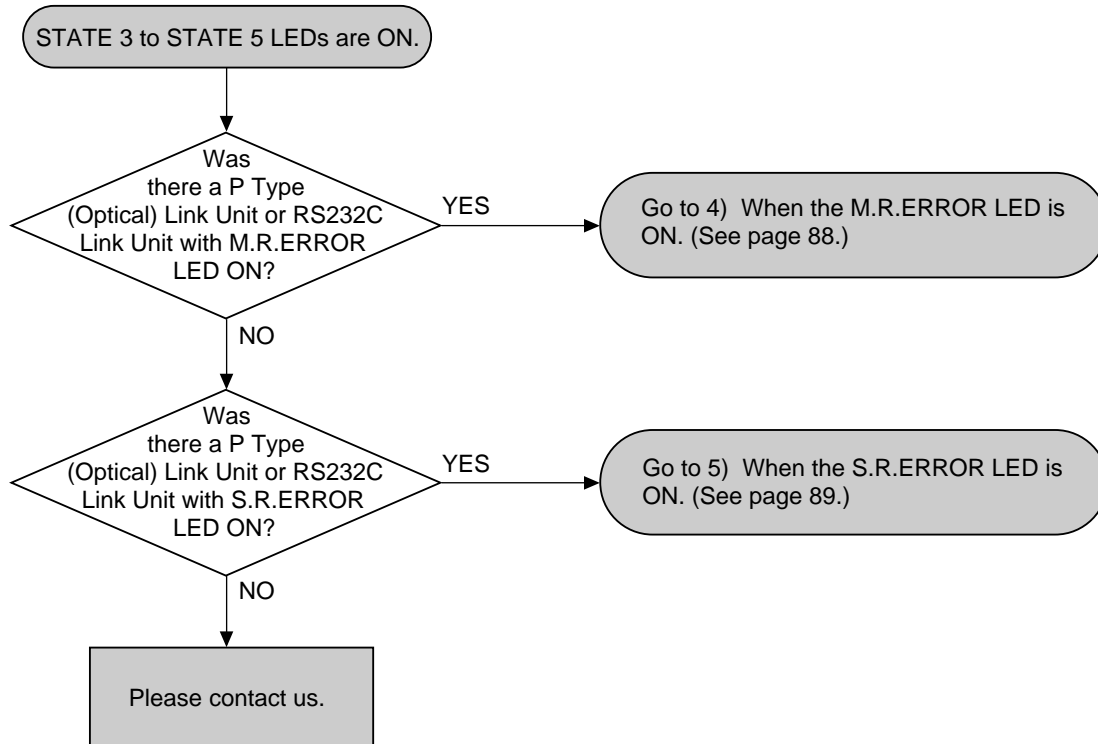 STATE 3 to STATE 5 LEDs are ON.
Was
there a P Type
(Optical) Link Unit or RS232C
Link Unit with M.R.ERROR
LED ON?
YES
Go to 4)  When the M.R.ERROR LED is
ON. (See page 88.)
NO
Was
there a P Type
(Optical) Link Unit or RS232C
Link Unit with S.R.ERROR
LED ON?
YES
Go to 5)  When the S.R.ERROR LED is
ON. (See page 89.)
NO
Please contact us.